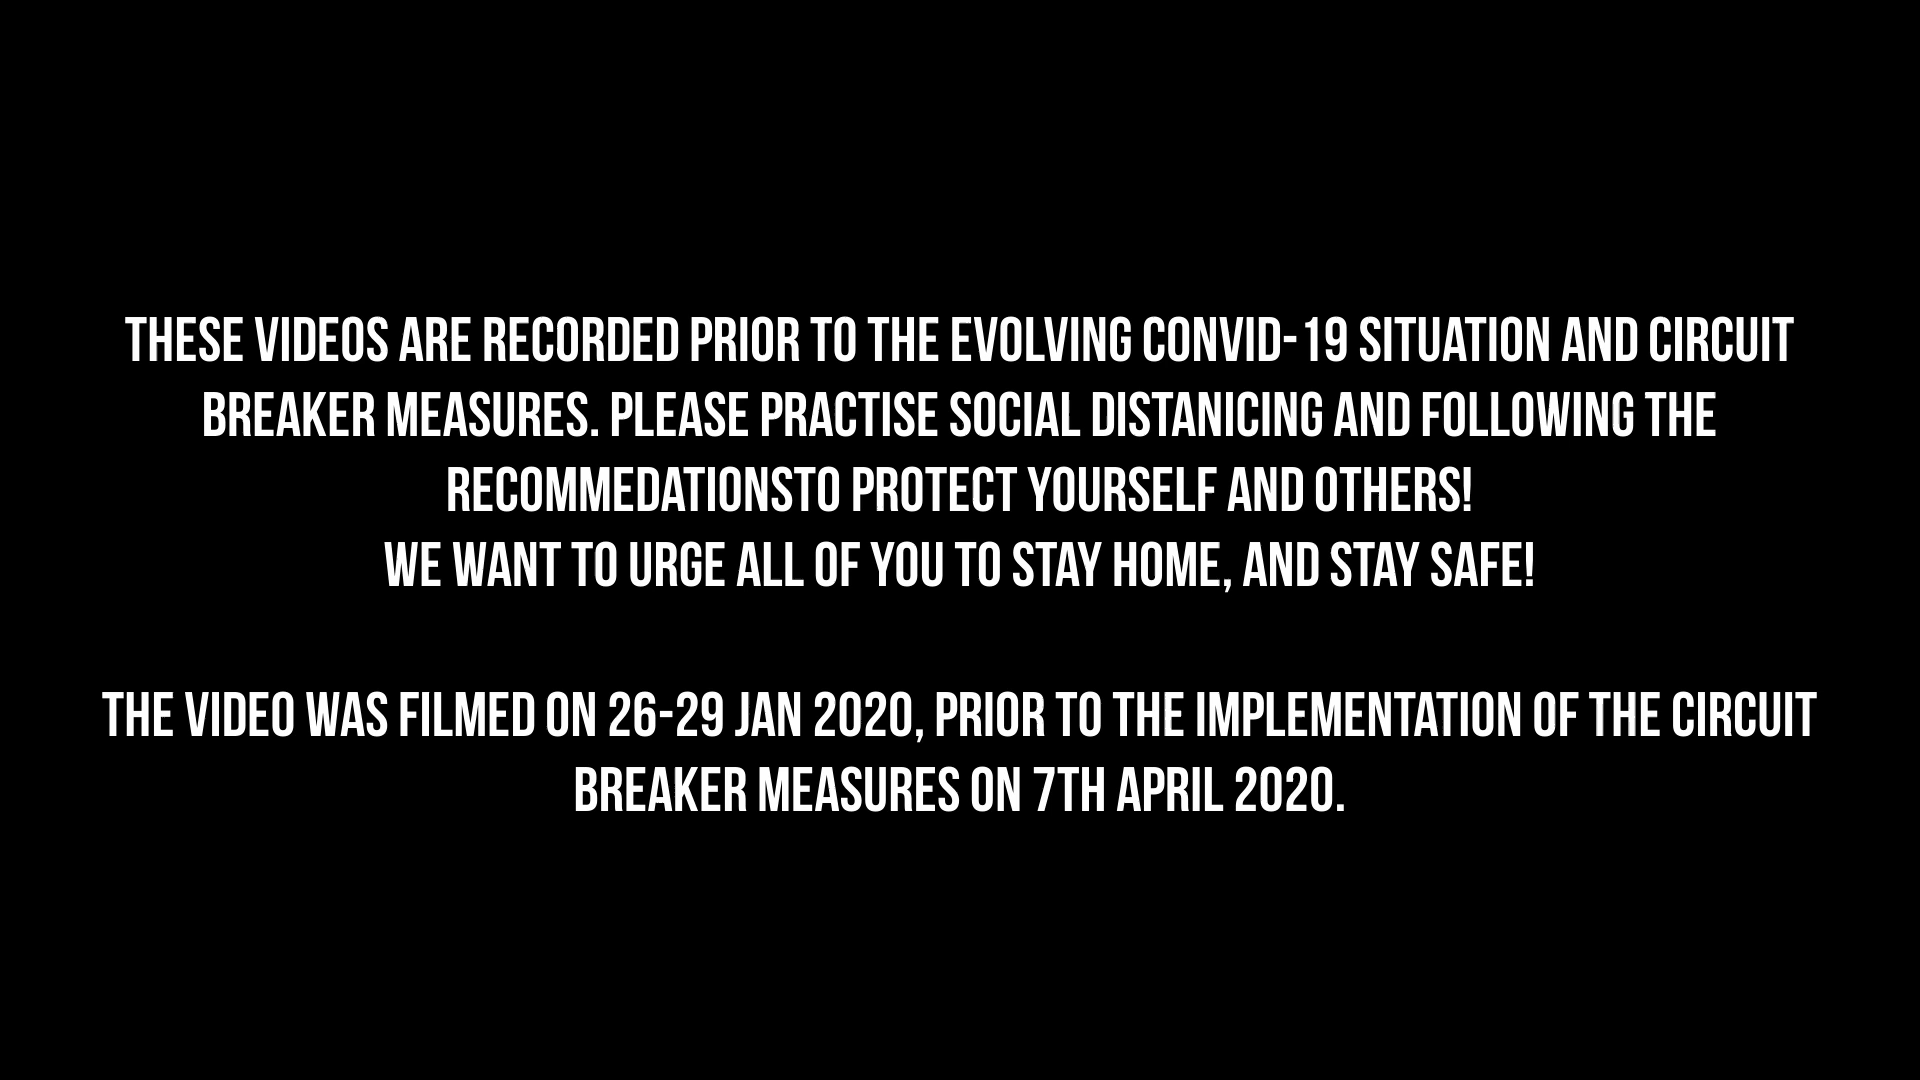 THESE VIDEOS ARE RECORDED PRIOR TO THE EVOLVING CONVID-19 SITUATION AND CIRCUIT
BREAKER MEASURES. PLEASE PRACTISE SOCIAL DISTANICING AND FOLLOWING THE
RECOMMEDATIONSTO PROTECT YOURSELF AND OTHERS!
WE WANT TO URGE ALL OF YOU TO STAY HOME, AND STAY SAFE!
THE VIDEO WAS FILMED ON 26-29 JAN 2020, PRIOR TO THE IMPLEMENTATION OF THE CIRCUIT
BREAKER MEASURES ON 7TH APRIL 2020.